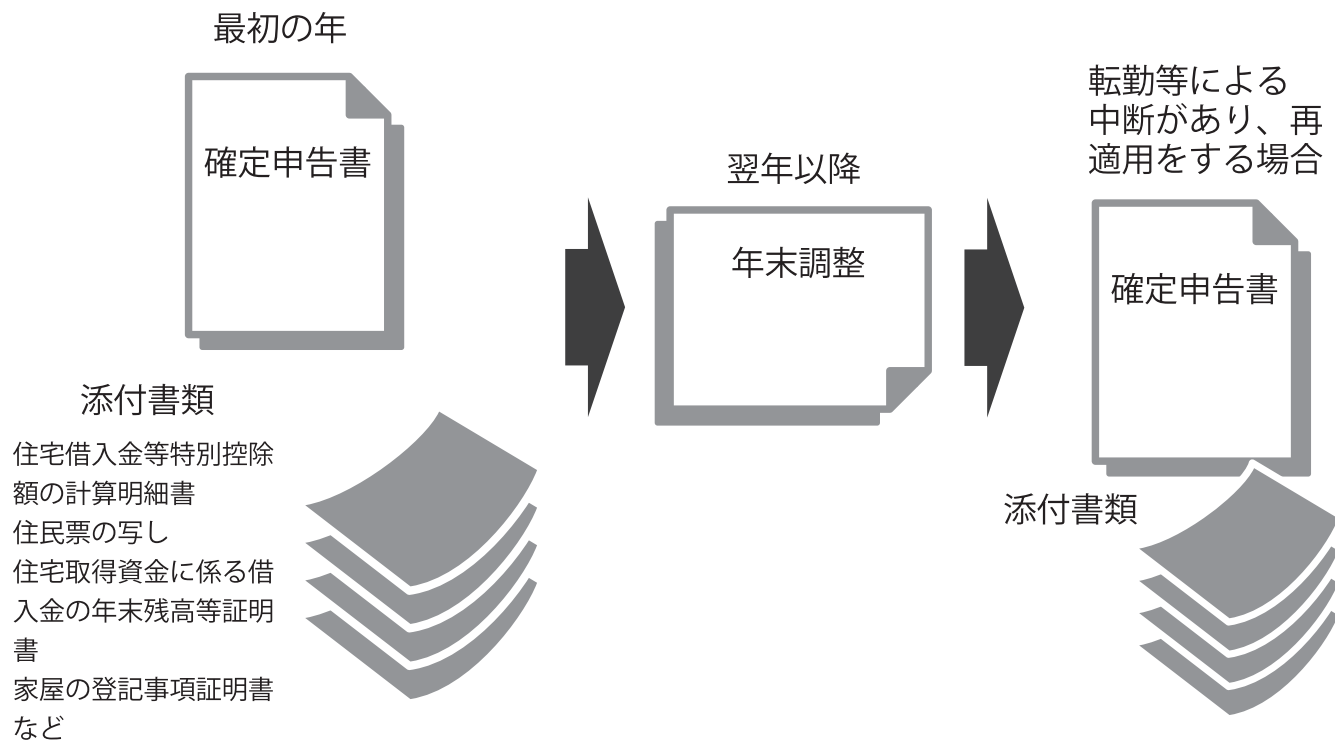 最初の年
確定申告書
添付書類
住宅借入金等特別控除
額の計算明細書
住民票の写し
住宅取得資金に係る借
入金の年末残高等証明
書
家屋の登記事項証明書
など
翌年以降
年末調整
転勤等による
中断があり、再
適用をする場合
確定申告書
添付書類